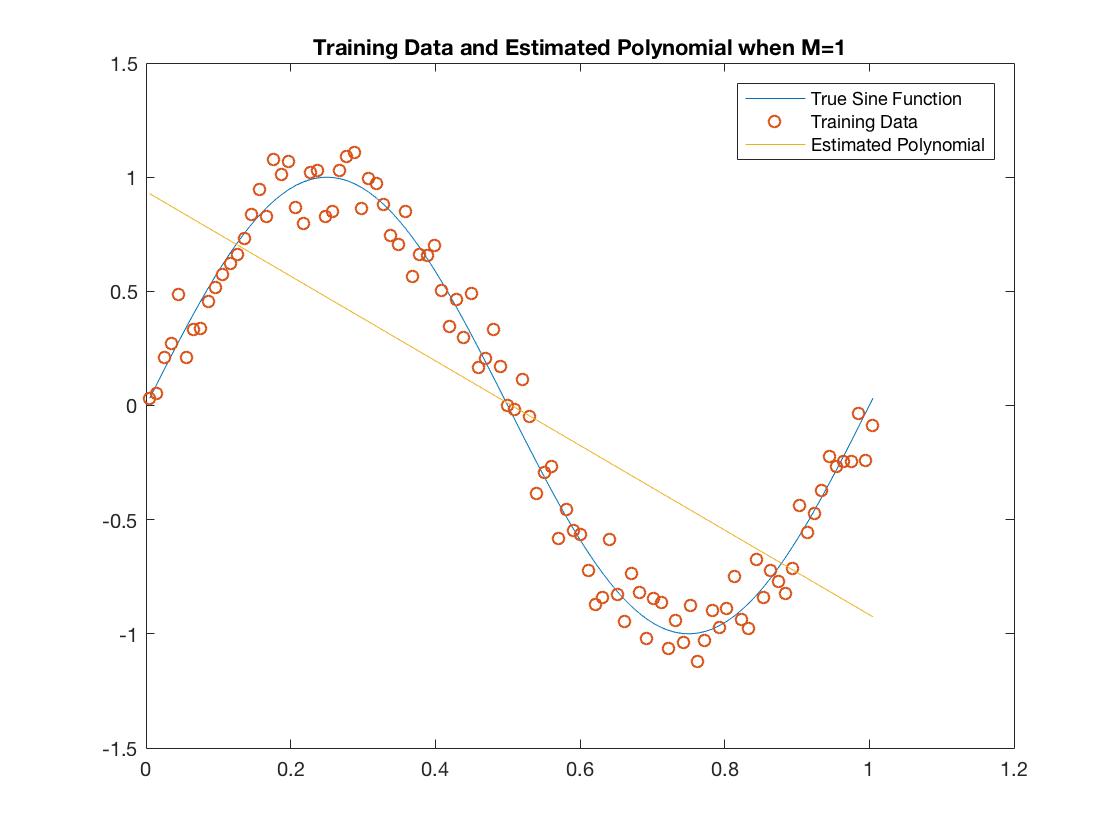 Training Data and Estimated Polynomial when M=1
1.5
True Sine Function
Training Data
Estimated Polynomial
1
0.5
0
-0.5
-1
-1.5
0 0.2 0.4 0.6 0.8 1 1.2